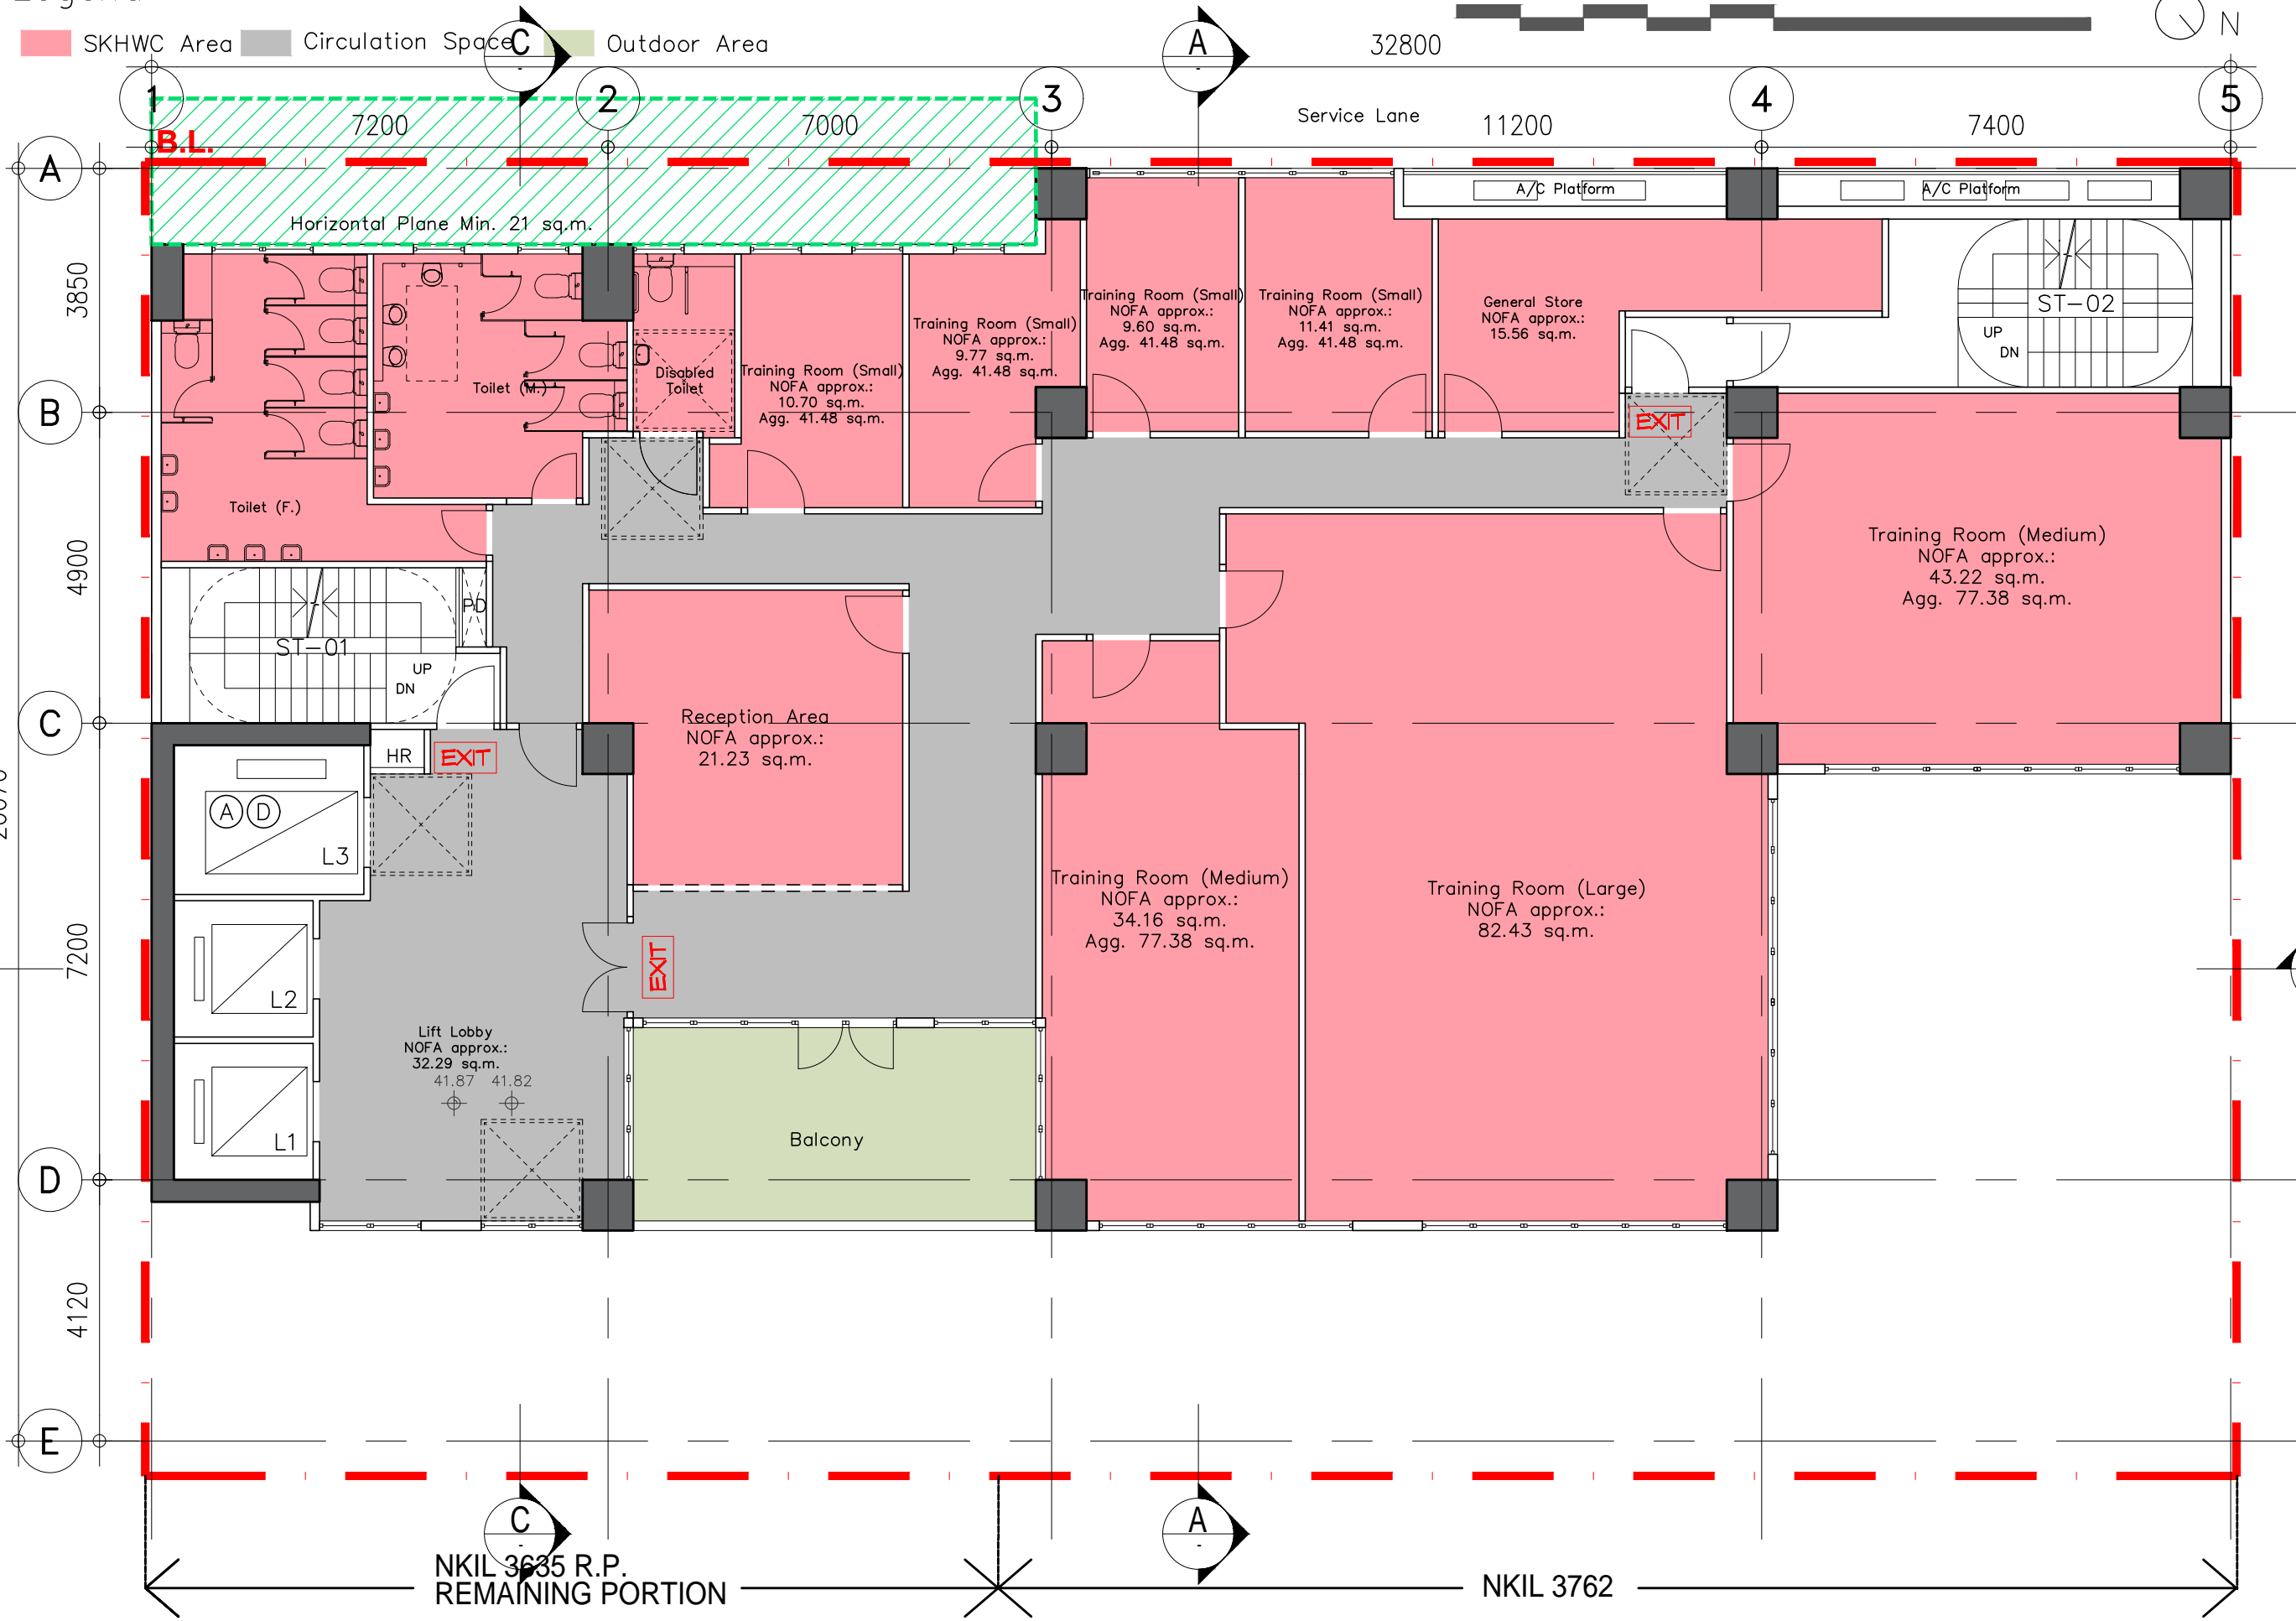 SKHWC Area
Circulation Space
Outdoor Area
C
-
A
-
32800
N
1
2
3
4
5
7200
7000
Service Lane
11200
7400
B.L.
A
A/C Platform
A/C Platform
Horizontal Plane Min. 21 sq.m.
3850
Training Room (Small)
NOFA approx.:
9.60 sq.m.
Agg. 41.48 sq.m.
Training Room (Small)
NOFA approx.:
11.41 sq.m.
Agg. 41.48 sq.m.
General Store
NOFA approx.:
15.56 sq.m.
ST-02
UP
DN
Training Room (Small)
NOFA approx.:
9.77 sq.m.
Agg. 41.48 sq.m.
Disabled
Toilet
Toilet (M.)
Training Room (Small)
NOFA approx.:
10.70 sq.m.
Agg. 41.48 sq.m.
B
EXIT
Toilet (F.)
4900
Training Room (Medium)
NOFA approx.:
43.22 sq.m.
Agg. 77.38 sq.m.
PD
ST-01
UP
DN
C
Reception Area
NOFA approx.:
21.23 sq.m.
HR
EXIT
A
D
L3
Training Room (Medium)
NOFA approx.:
34.16 sq.m.
Agg. 77.38 sq.m.
Training Room (Large)
NOFA approx.:
82.43 sq.m.
7200
EXIT
L2
Lift Lobby
NOFA approx.:
32.29 sq.m.
41.87
41.82
L1
Balcony
D
4120
E
C
-
A
-
NKIL 3635 R.P.
REMAINING PORTION
NKIL 3762